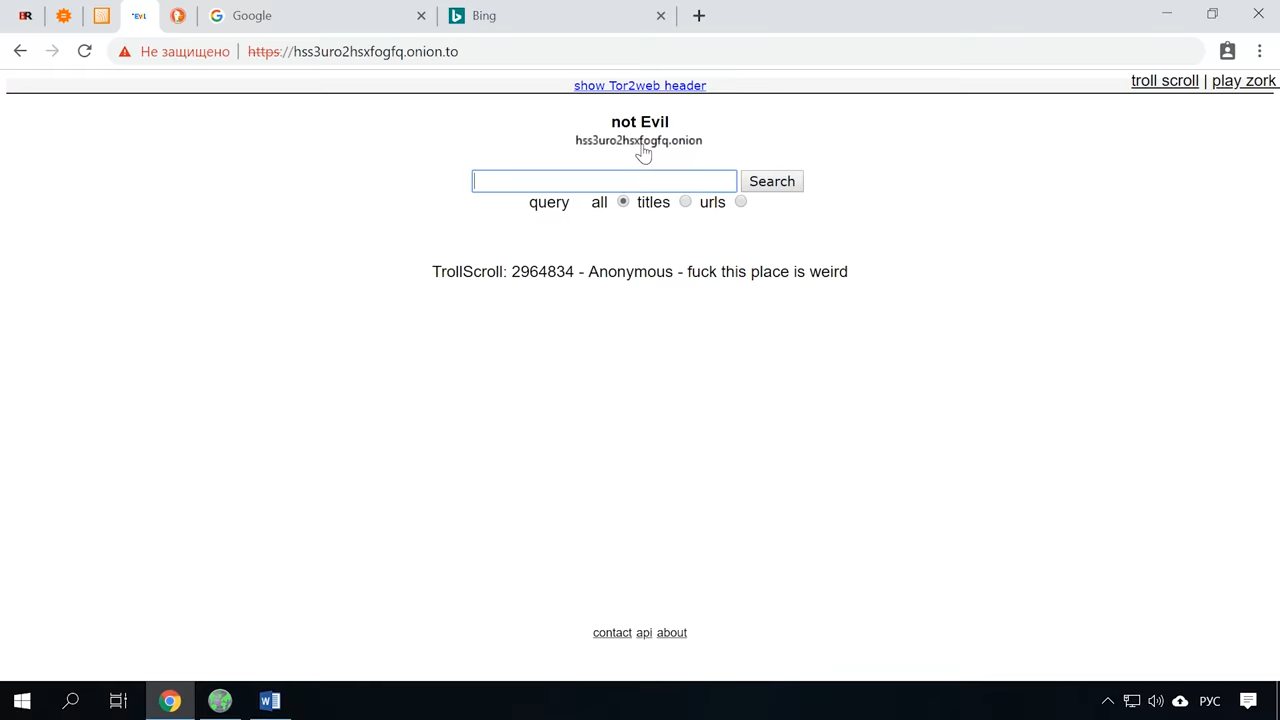 BR
Google
Bing
Не защищено
https://hss3uro2hsxfogfq.onion.to
show Tor2web header
troll scroll | play zork
not Evil
hss3uro2hsxfogfq.onion
Search
query all titles urls
TrollScroll: 2964834 - Anonymous - fuck this place is weird
contact api about
РУС